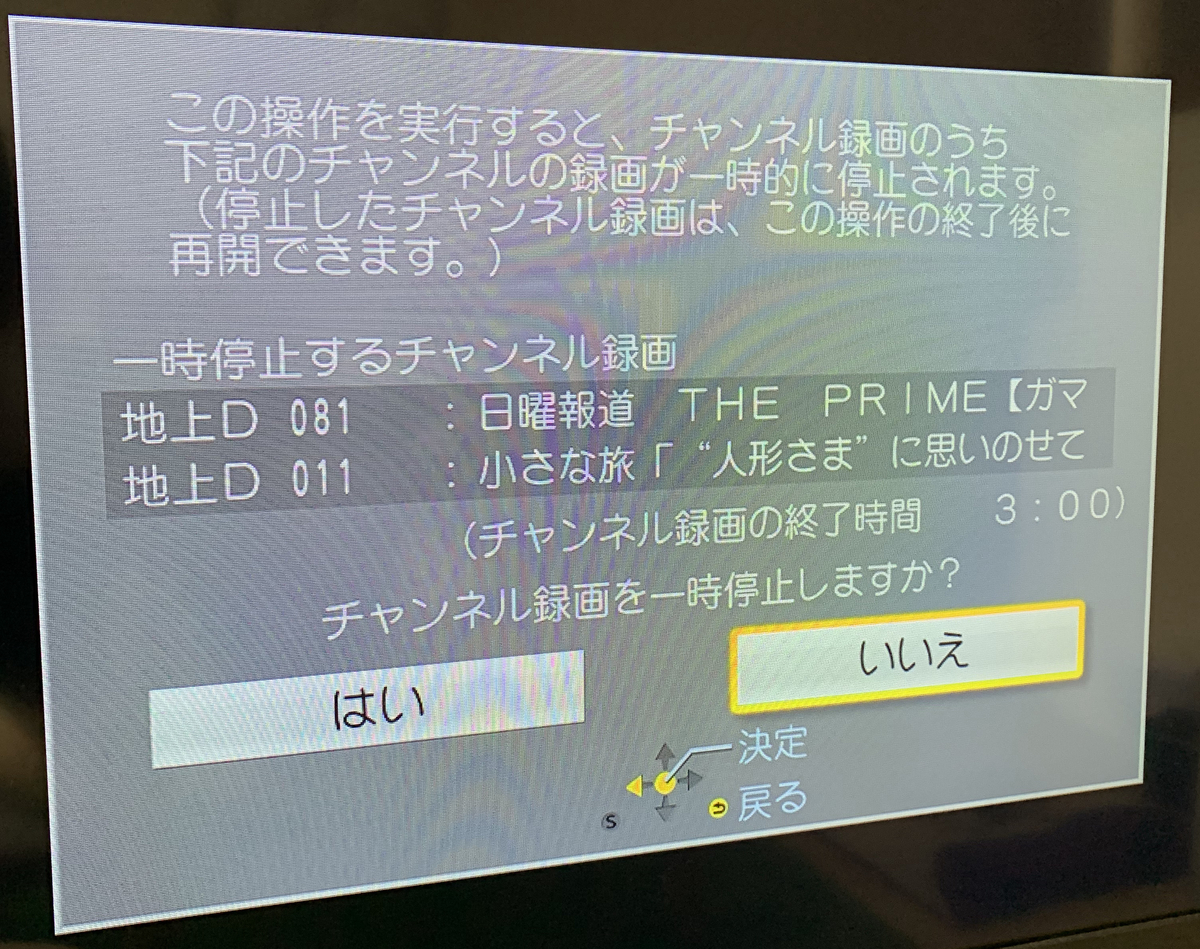 この操作を実行すると、チャンネル録画のうち
下記のチャンネルの録画が一時的に停止されます。
（停止したチャンネル録画は、この操作の終了後に
再開できます。）
一時停止するチャンネル録画
地上D 081 ：日曜報道　ＴＨＥ　ＰＲＩＭＥ【ガマ
地上D 011 ：小さな旅「“人形さま”に思いのせて
(チャンネル録画の終了時間　３：００)
チャンネル録画を一時停止しますか？
はい
いいえ
決定
S
戻る